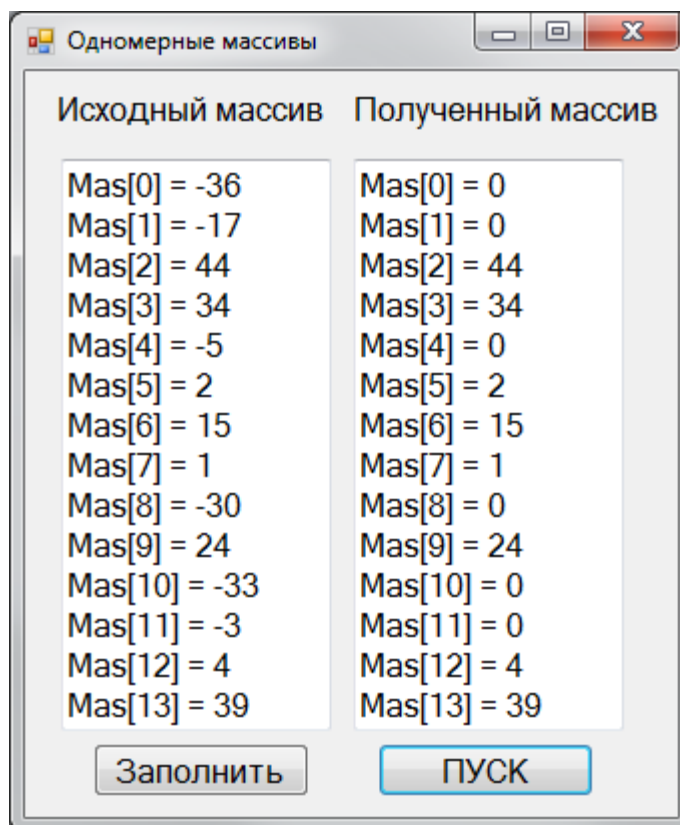 Одномерные массивы
Исходный массив Полученный массив
Mas[0] = -36
Mas[1] = -17
Mas[2] = 44
Mas[3] = 34
Mas[4] = -5
Mas[5] = 2
Mas[6] = 15
Mas[7] = 1
Mas[8] = -30
Mas[9] = 24
Mas[10] = -33
Mas[11] = -3
Mas[12] = 4
Mas[13] = 39
Mas[0] = 0
Mas[1] = 0
Mas[2] = 44
Mas[3] = 34
Mas[4] = 0
Mas[5] = 2
Mas[6] = 15
Mas[7] = 1
Mas[8] = 0
Mas[9] = 24
Mas[10] = 0
Mas[11] = 0
Mas[12] = 4
Mas[13] = 39
Заполнить ПУСК